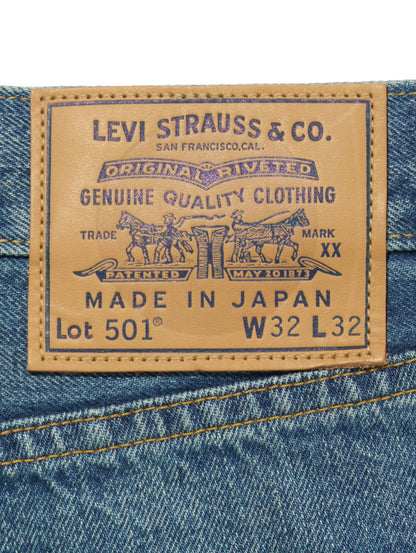 LEVI STRAUSS & CO.
SAN FRANCISCO, CAL.
ORIGINAL RIVETED
GENUINE QUALITY CLOTHING
TRADE MARK
XX
PATENTED MAY 20 1873
MADE IN JAPAN
Lot 501® W32 L32